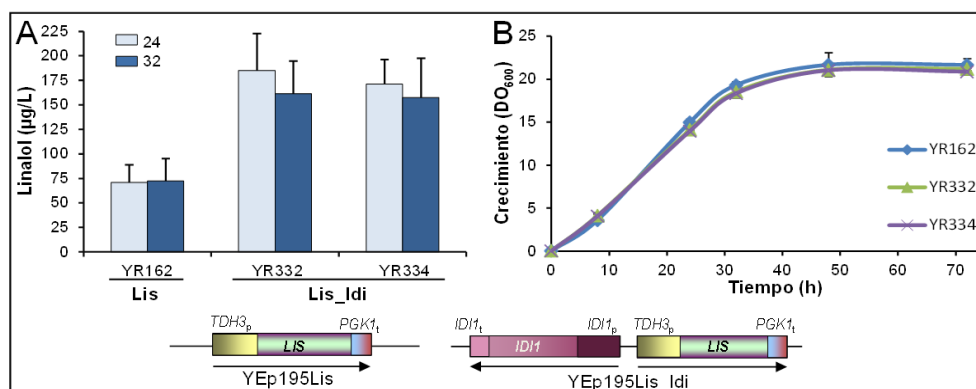 A
Linalol (µg/L)
250
225
200
175
150
125
100
75
50
25
0
24
32
YR162
YR332
YR334
Lis
Lis_Idi
B
Crecimiento (DO600)
25
20
15
10
5
0
YR162
YR332
YR334
0 10 20 30 40 50 60 70
Tiempo (h)
TDH3p PGK1t
LIS
YEp195Lis
IDI1t IDI1p TDH3p PGK1t
IDI1 LIS
YEp195Lis_Idi